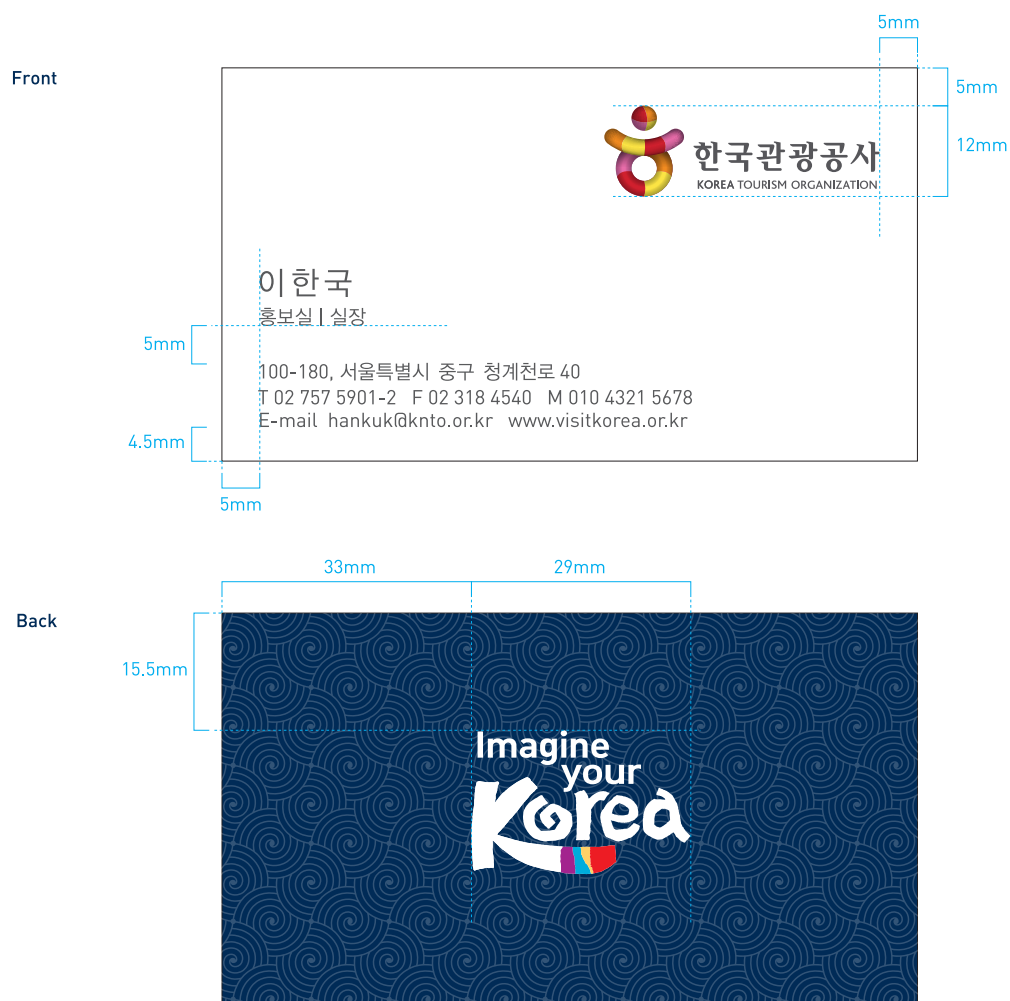 5mm
Front
5mm
12mm
한국관광공사
KOREA TOURISM ORGANIZATION
이한국
홍보실 | 실장
5mm
100-180, 서울특별시 중구 청계천로 40
T 02 757 5901-2 F 02 318 4540 M 010 4321 5678
E-mail hankuk@knto.or.kr www.visitkorea.or.kr
4.5mm
5mm
33mm 29mm
Back
15.5mm
Imagine
your
Korea